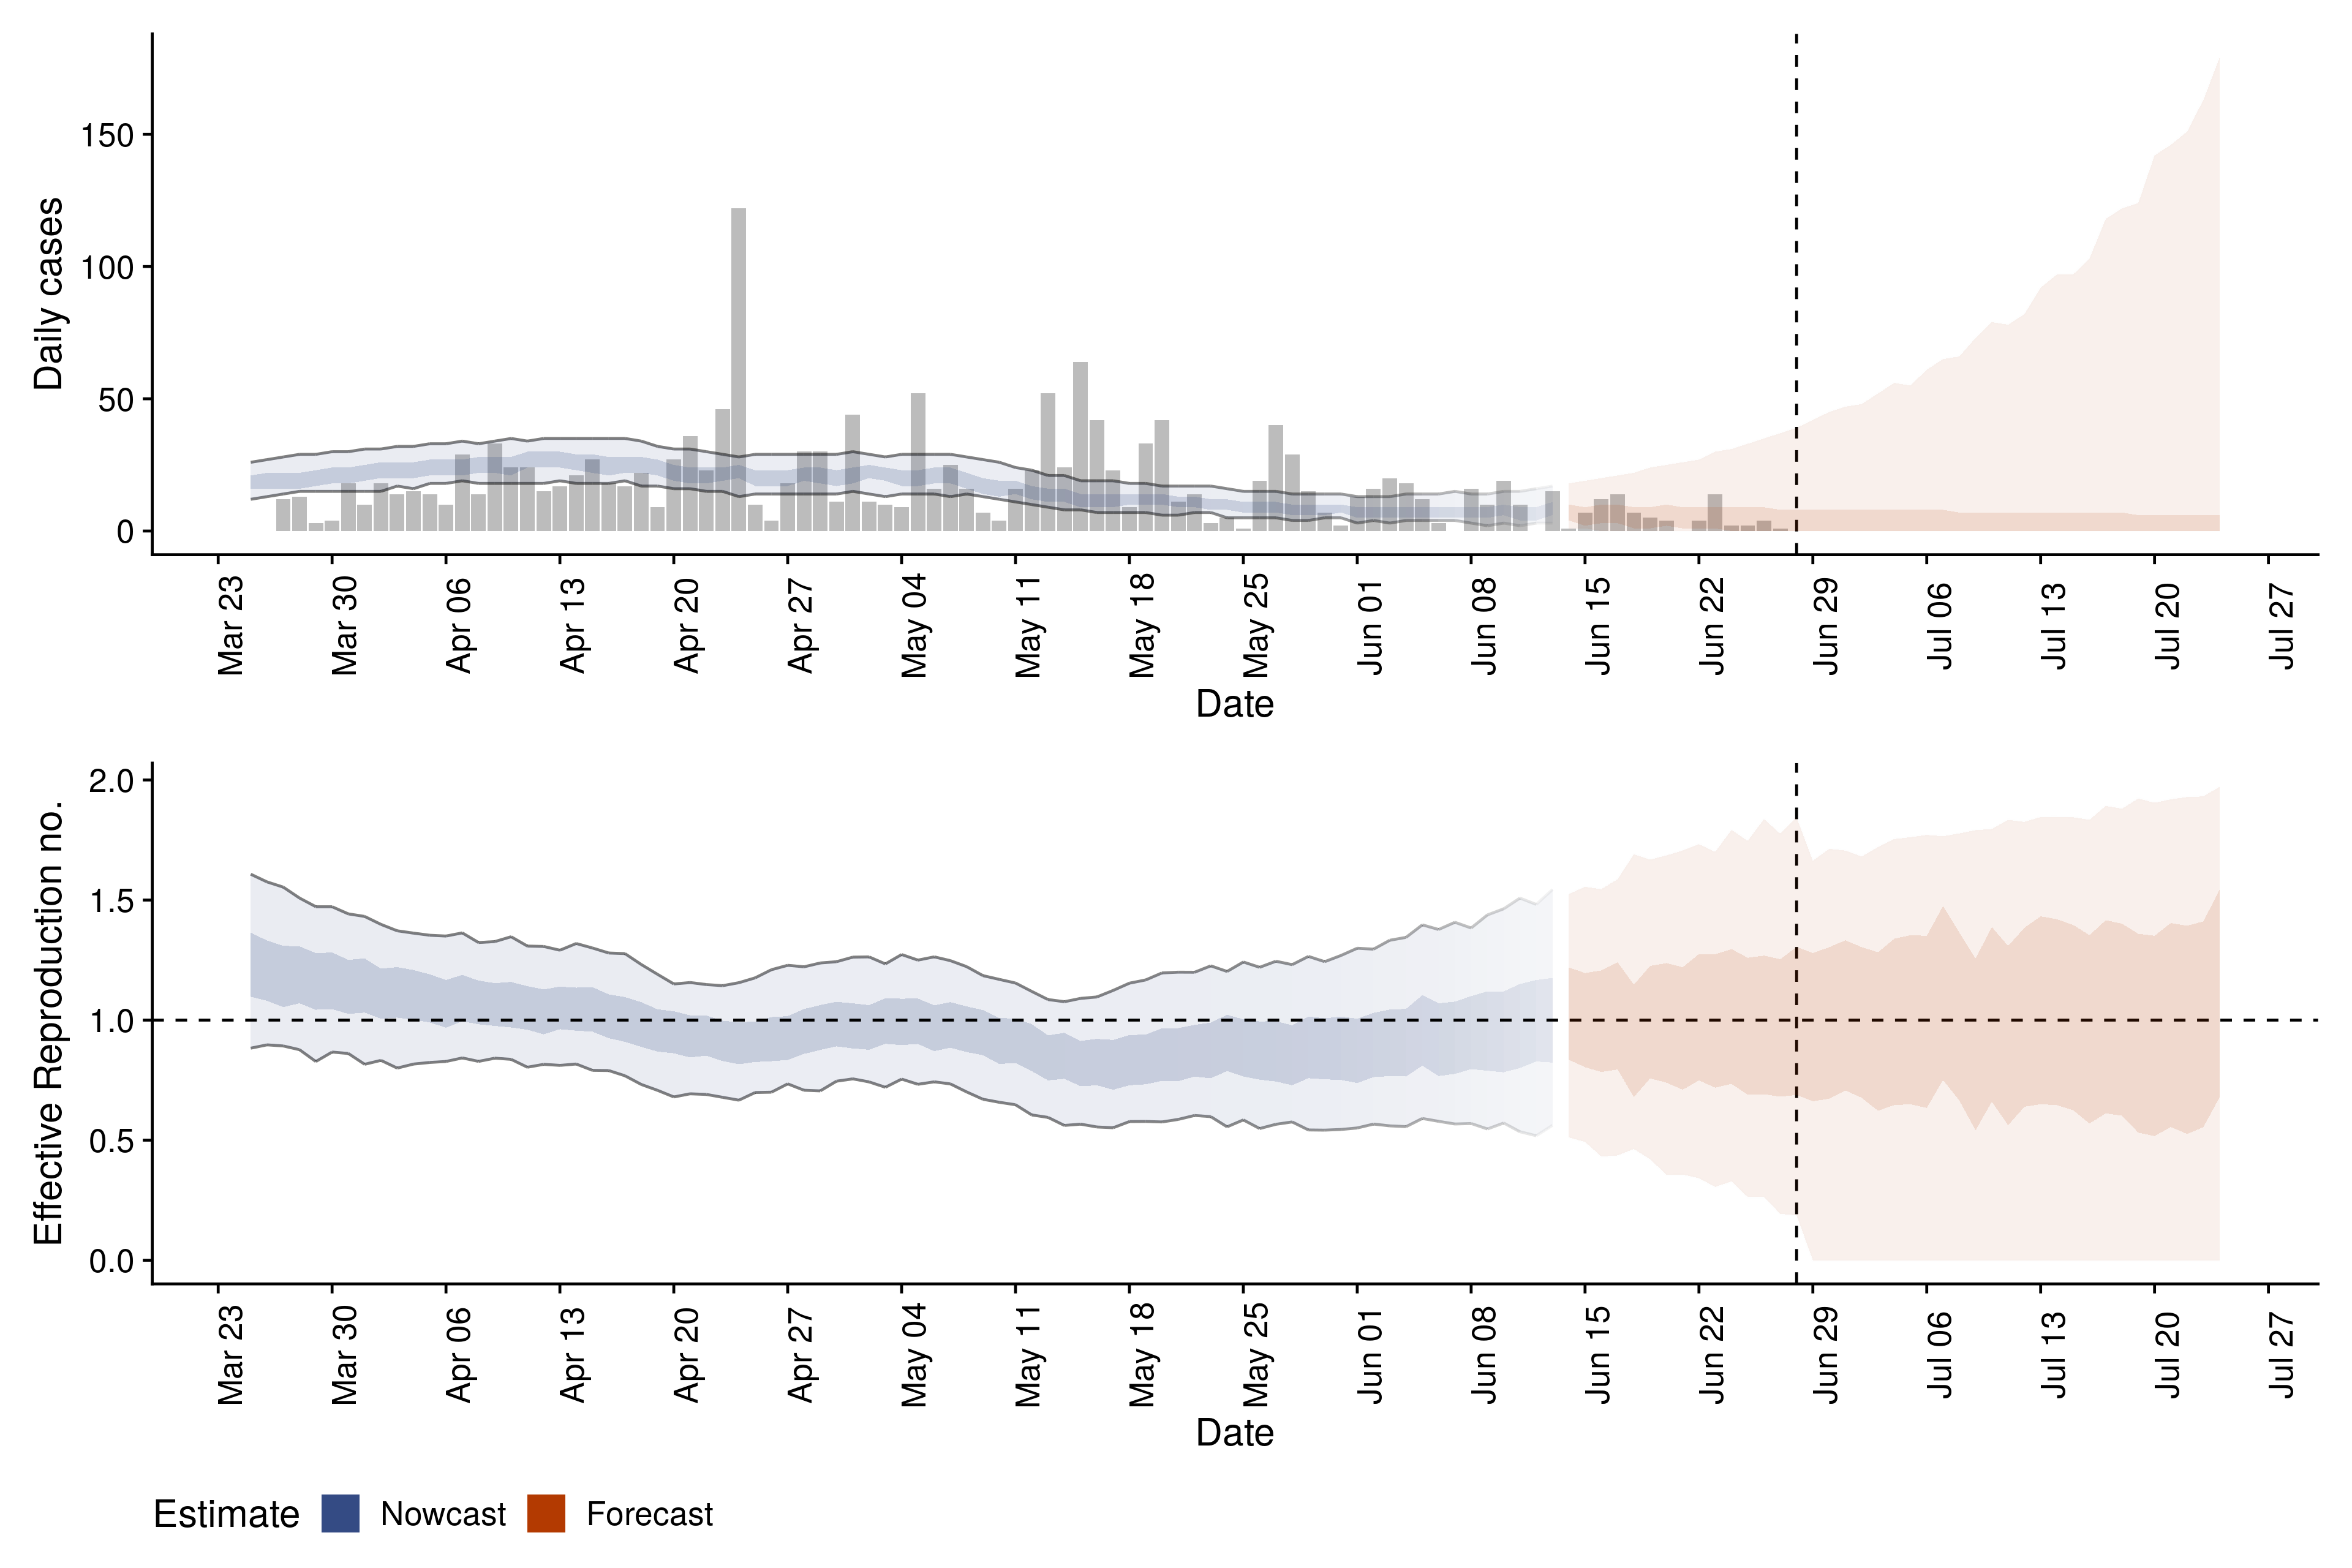 Daily cases
150
100
50
0
Mar 23 Mar 30 Apr 06 Apr 13 Apr 20 Apr 27 May 04 May 11 May 18 May 25 Jun 01 Jun 08 Jun 15 Jun 22 Jun 29 Jul 06 Jul 13 Jul 20 Jul 27
Date
Effective Reproduction no.
2.0
1.5
1.0
0.5
0.0
Mar 23 Mar 30 Apr 06 Apr 13 Apr 20 Apr 27 May 04 May 11 May 18 May 25 Jun 01 Jun 08 Jun 15 Jun 22 Jun 29 Jul 06 Jul 13 Jul 20 Jul 27
Date
Estimate Nowcast Forecast